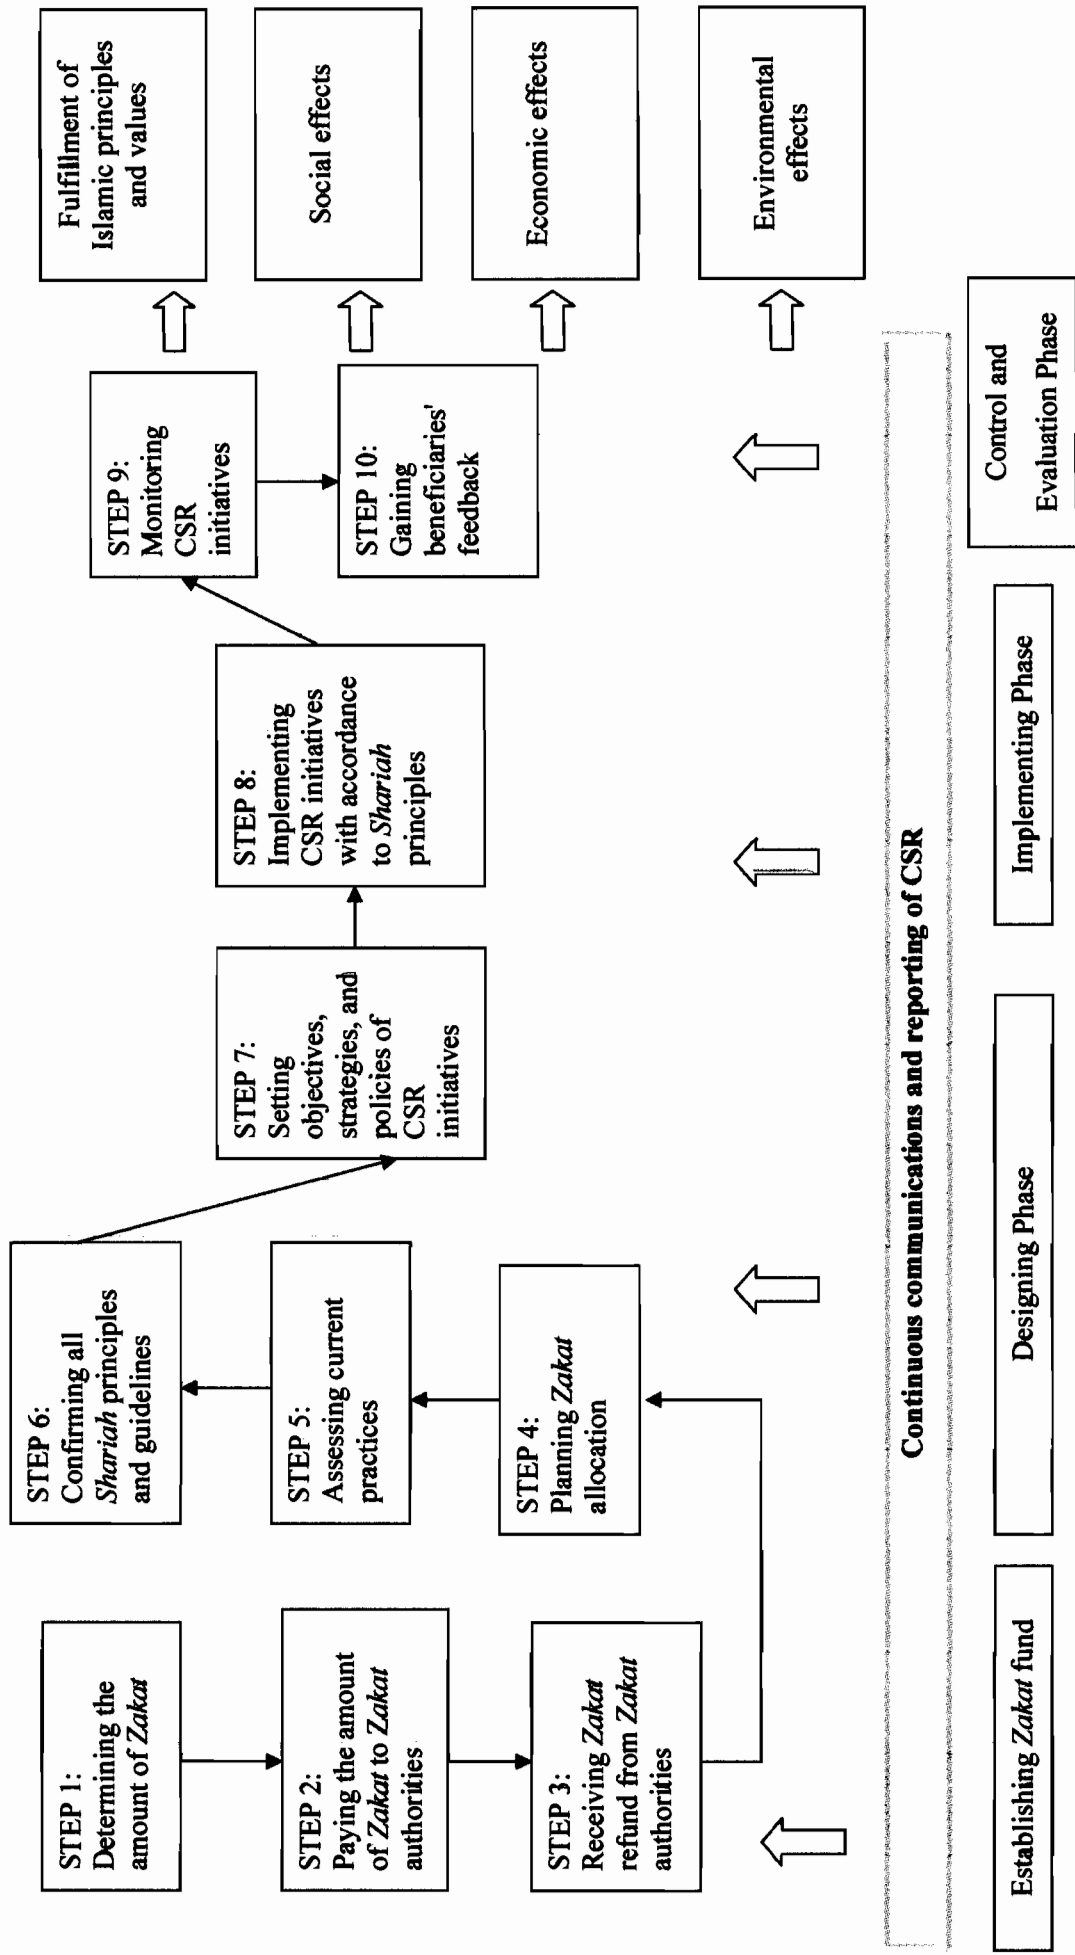 STEP 1:
Determining the
amount of Zakat
STEP 2:
Paying the amount
of Zakat to Zakat
authorities
STEP 3:
Receiving Zakat
refund from Zakat
authorities
STEP 6:
Confirming all
Shariah principles
and guidelines
STEP 5:
Assessing current
practices
STEP 4:
Planning Zakat
allocation
STEP 7:
Setting
objectives,
strategies, and
policies of
CSR
initiatives
STEP 8:
Implementing
CSR initiatives
with accordance
to Shariah
principles
STEP 9:
Monitoring
CSR
initiatives
STEP 10:
Gaining
beneficiaries'
feedback
Fulfillment of
Islamic principles
and values
Social effects
Economic effects
Environmental
effects
Continuous communications and reporting of CSR
Establishing Zakat fund
Designing Phase
Implementing Phase
Control and
Evaluation Phase